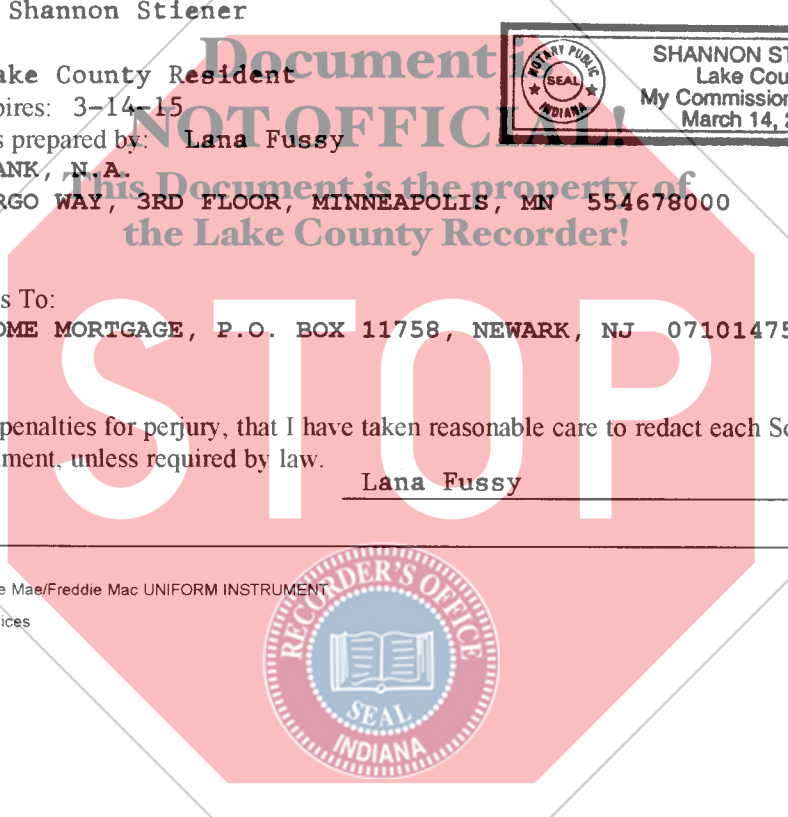 Shannon Stiener
ake County Resident
pires: 3-14-15
s prepared by: Lana Fussy
ANK, N.A.
RGO WAY, 3RD FLOOR, MINNEAPOLIS, MN 554678000
Document i
NOT OFFICIAL!
This Document is the property of
the Lake County Recorder!
NOTARY PUBLIC
SEAL
INDIANA
SHANNON ST
Lake Cou
My Commission
March 14, 2
s To:
OME MORTGAGE, P.O. BOX 11758, NEWARK, NJ 07101475
STOP
penalties for perjury, that I have taken reasonable care to redact each So
ment, unless required by law.
Lana Fussy
e Mae/Freddie Mac UNIFORM INSTRUMENT
ices
RECORDER'S OFFICE
SEAL
INDIANA